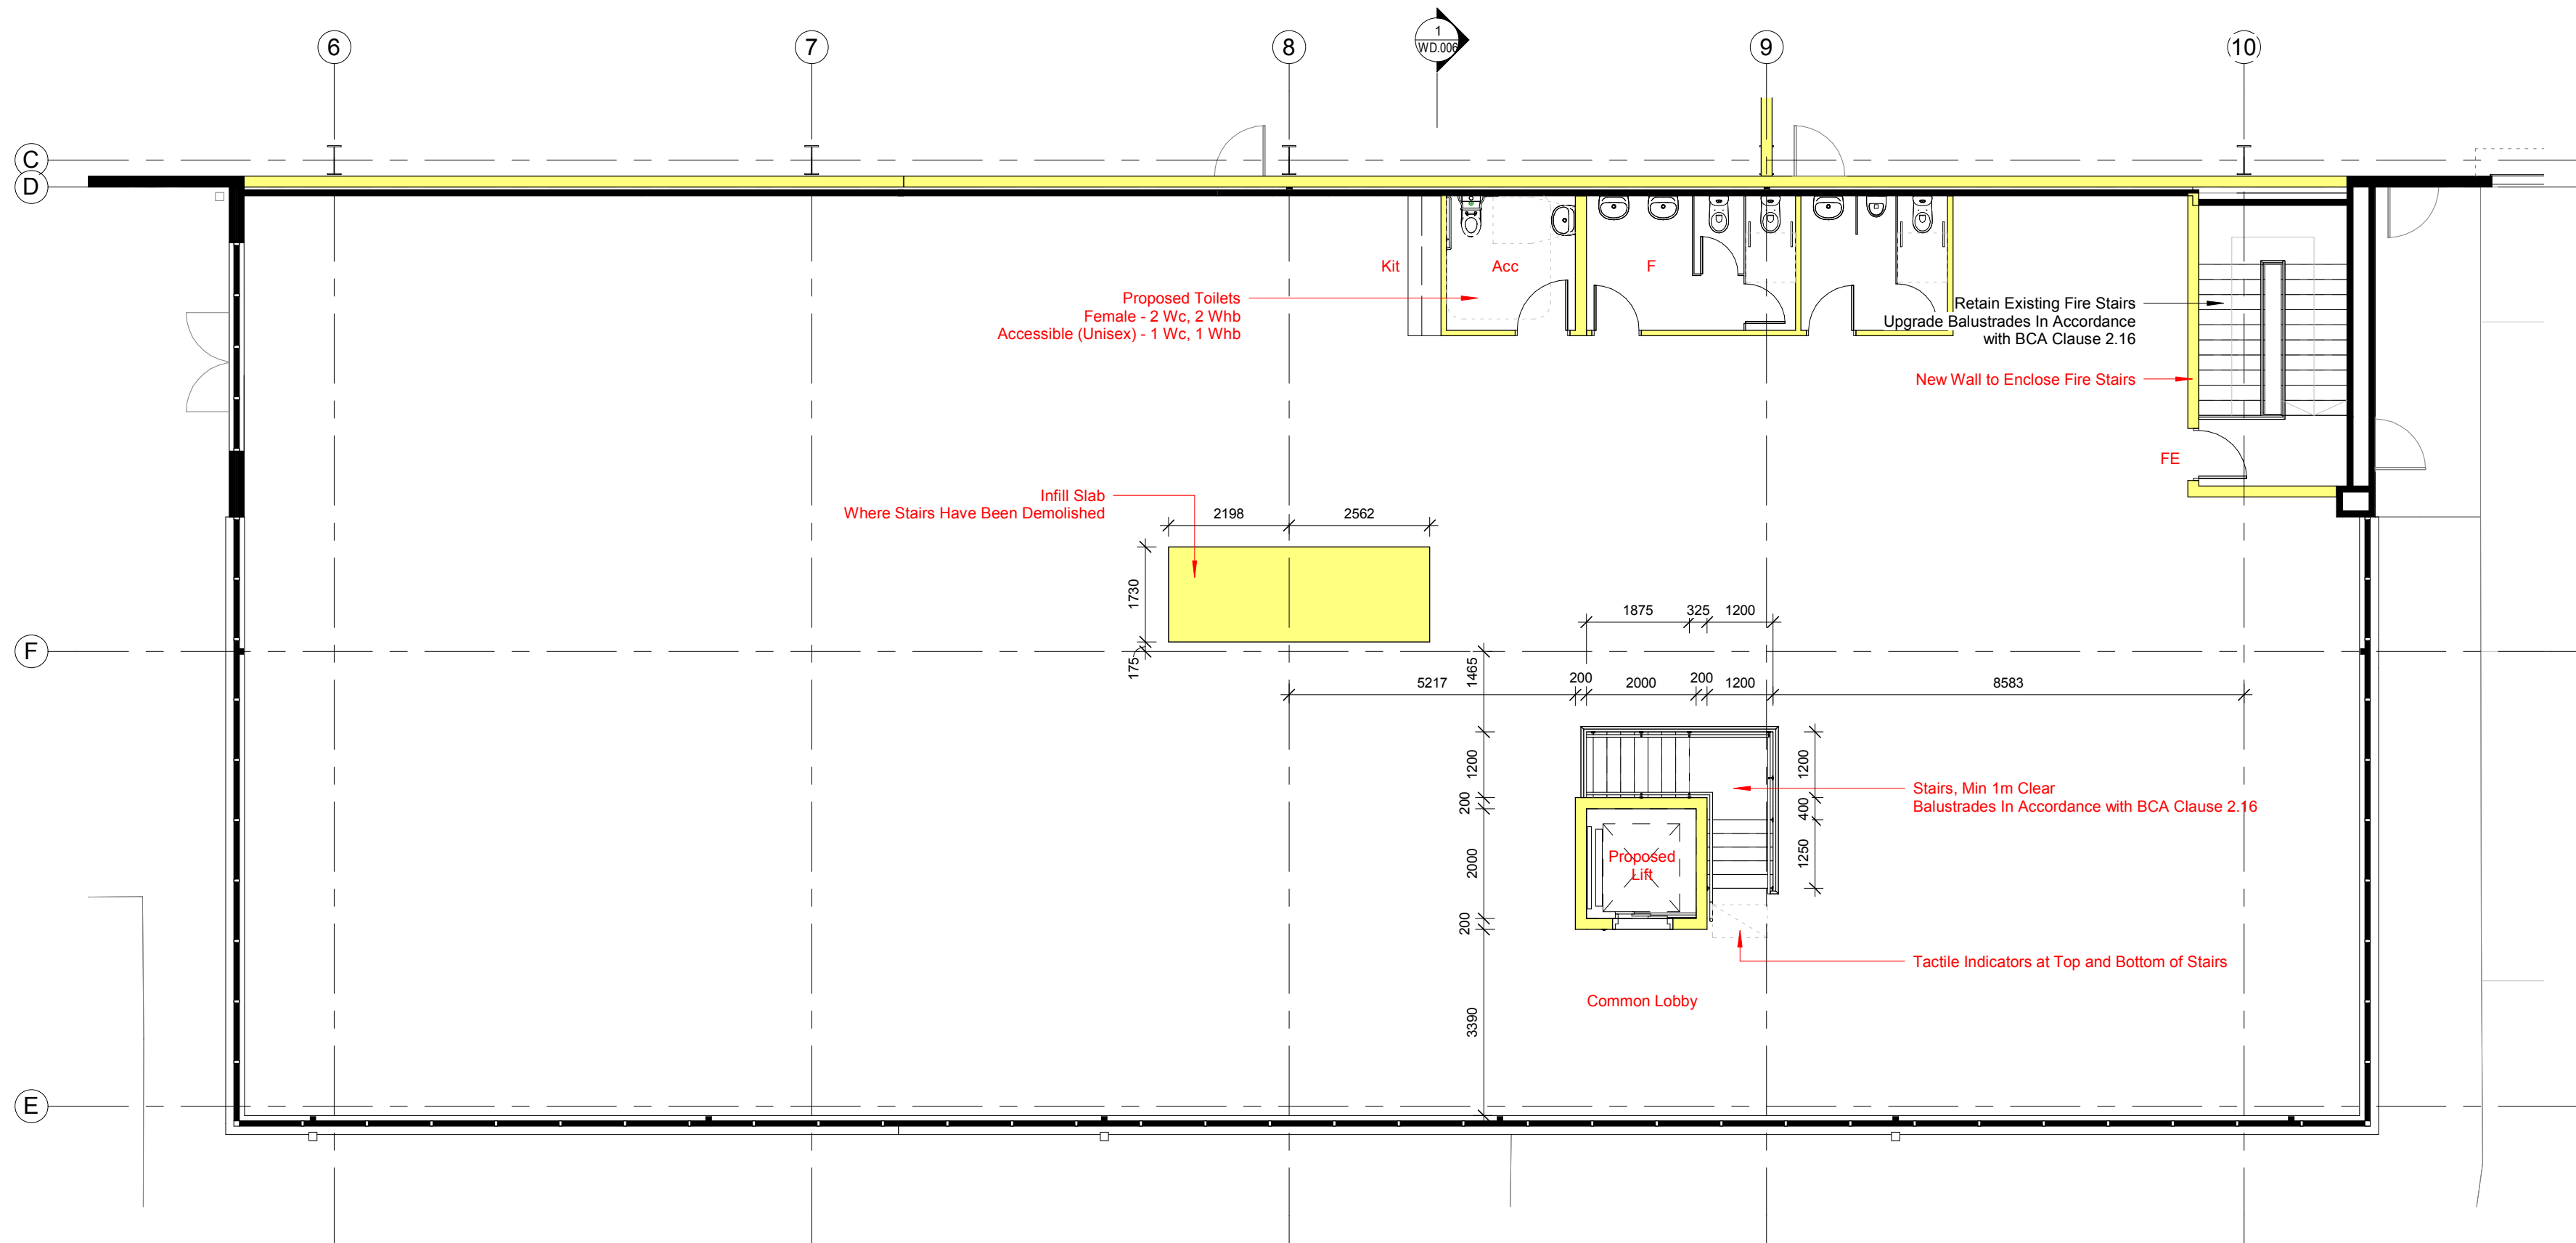 6
7
8
1
WD.006
9
10
C
D
Kit
Acc
F
Proposed Toilets
Female - 2 Wc, 2 Whb
Accessible (Unisex) - 1 Wc, 1 Whb
Retain Existing Fire Stairs
Upgrade Balustrades In Accordance
with BCA Clause 2.16
New Wall to Enclose Fire Stairs
FE
Infill Slab
Where Stairs Have Been Demolished
2198
2562
1730
175
1875
325
1200
F
1465
5217
200
2000
200
1200
8583
1200
200
2000
200
3390
1200
400
1250
Stairs, Min 1m Clear
Balustrades In Accordance with BCA Clause 2.16
Proposed
Lift
Tactile Indicators at Top and Bottom of Stairs
Common Lobby
E